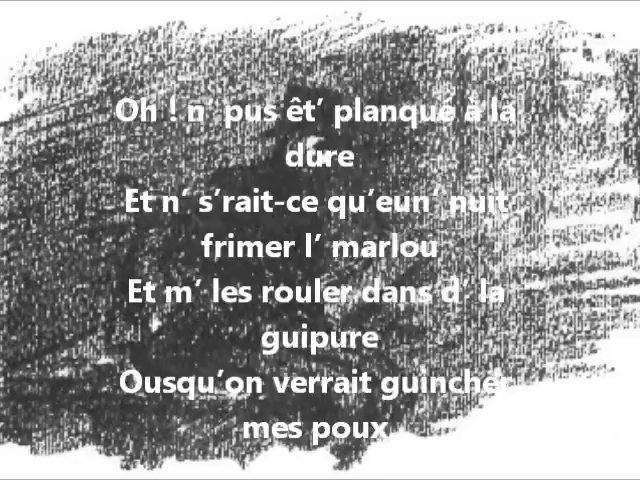 Oh ! n’ pus êt’ planqué à la
dure
Et n’ s’rait-ce qu’eun’ nuit
frimer l’ marlou
Et m’ les rouler dans d’ la
guipure
Ousqu’on verrait guincher
mes poux